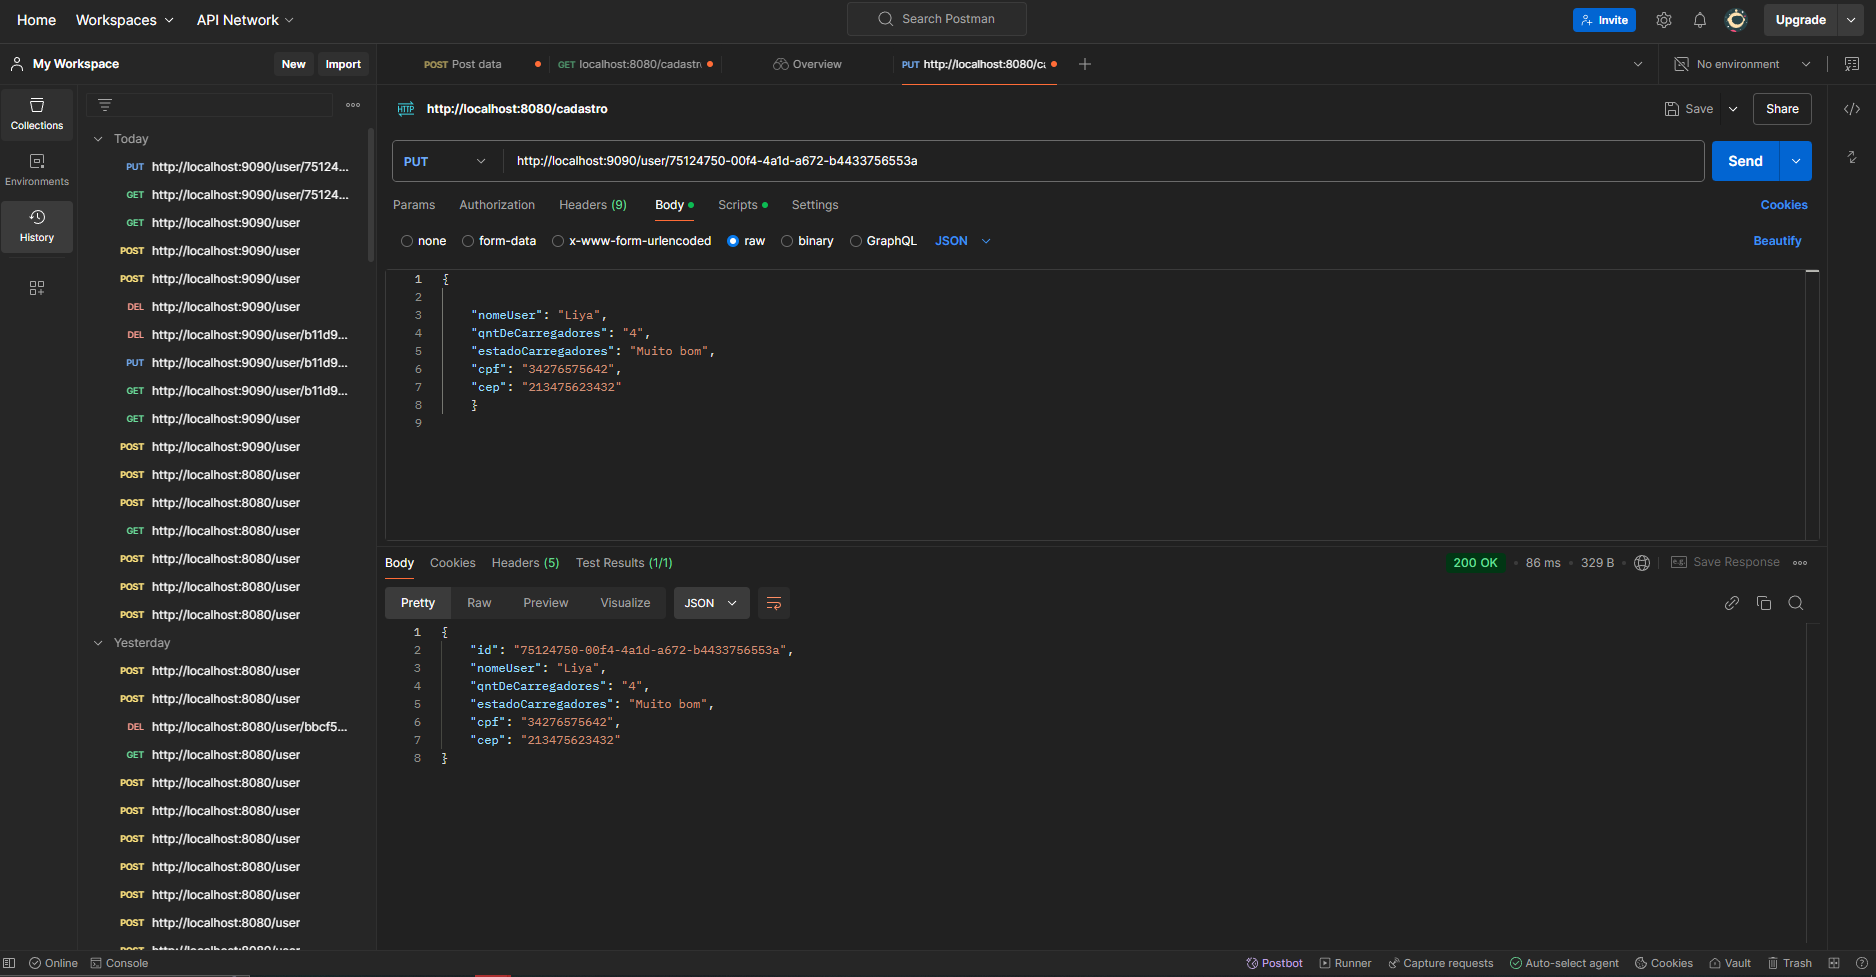 Home Workspaces API Network Search Postman Invite Upgrade
My Workspace New Import POST Post data GET localhost:8080/cadastr Overview PUT http://localhost:8080/ca No environment
Collections
Environments
History
Today
PUT http://localhost:9090/user/75124...
GET http://localhost:9090/user/75124...
GET http://localhost:9090/user
POST http://localhost:9090/user
POST http://localhost:9090/user
DEL http://localhost:9090/user
DEL http://localhost:9090/user/b11d9...
PUT http://localhost:9090/user/b11d9...
GET http://localhost:9090/user/b11d9...
GET http://localhost:9090/user
POST http://localhost:9090/user
POST http://localhost:8080/user
POST http://localhost:8080/user
GET http://localhost:8080/user
POST http://localhost:8080/user
POST http://localhost:8080/user
POST http://localhost:8080/user
Yesterday
POST http://localhost:8080/user
POST http://localhost:8080/user
DEL http://localhost:8080/user/bbcf5...
GET http://localhost:8080/user
POST http://localhost:8080/user
POST http://localhost:8080/user
POST http://localhost:8080/user
POST http://localhost:8080/user
POST http://localhost:8080/user
POST http://localhost:8080/user
POST http://localhost:8080/user
HTTP http://localhost:8080/cadastro Save Share
PUT http://localhost:9090/user/75124750-00f4-4a1d-a672-b4433756553a Send
Params Authorization Headers (9) Body Scripts Settings Cookies
none form-data x-www-form-urlencoded raw binary GraphQL JSON Beautify
1 {
2
3 "nomeUser": "Liya",
4 "qntDeCarregadores": "4",
5 "estadoCarregadores": "Muito bom",
6 "cpf": "34276575642",
7 "cep": "213475623432"
8 }
9
Body Cookies Headers (5) Test Results (1/1) 200 OK 86 ms 329 B e.g. Save Response
Pretty Raw Preview Visualize JSON
1 {
2 "id": "75124750-00f4-4a1d-a672-b4433756553a",
3 "nomeUser": "Liya",
4 "qntDeCarregadores": "4",
5 "estadoCarregadores": "Muito bom",
6 "cpf": "34276575642",
7 "cep": "213475623432"
8 }
Online Console Postbot Runner Capture requests Auto-select agent Cookies Vault Trash